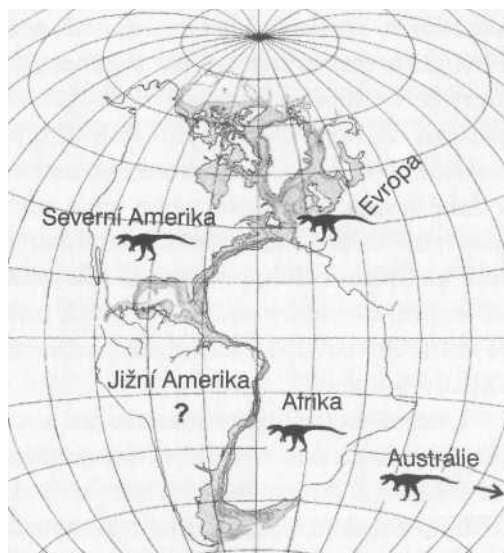 Evropa
Severní Amerika
Jižní Amerika
?
Afrika
Austrálie